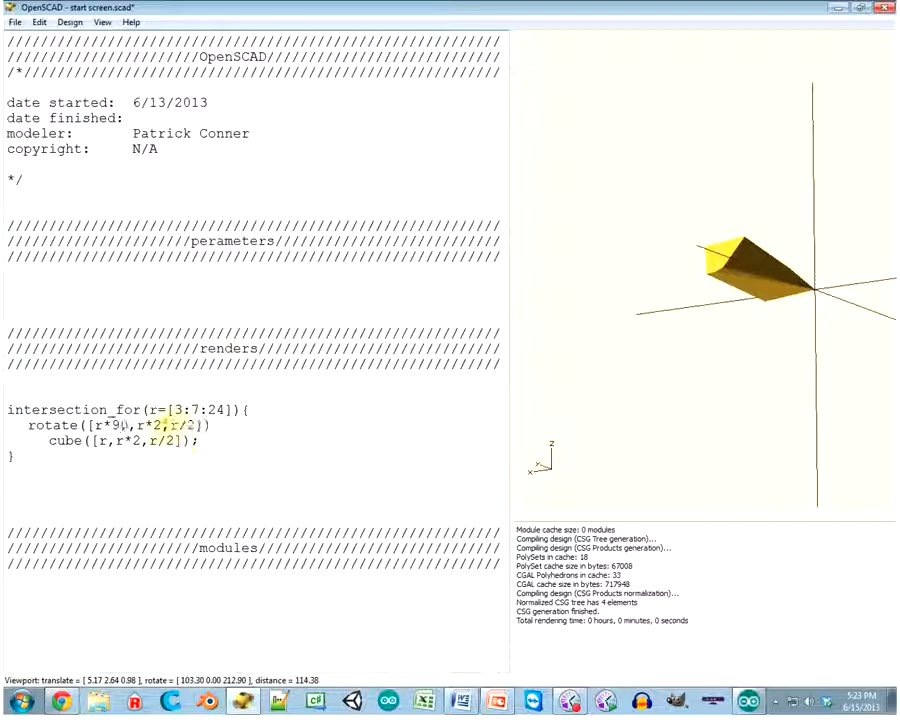 OpenSCAD - start screen.scad*
File Edit Design View Help
///////////////////////////////////////////////////////////
///////////////////////OpenSCAD////////////////////////////
/*/////////////////////////////////////////////////////////
date started: 6/13/2013
date finished:
modeler: Patrick Conner
copyright: N/A
*/
///////////////////////////////////////////////////////////
//////////////////////perameters///////////////////////////
///////////////////////////////////////////////////////////
///////////////////////////////////////////////////////////
///////////////////////renders/////////////////////////////
///////////////////////////////////////////////////////////
intersection_for(r=[3:7:24]){
rotate([r*90,r*2,r/2])
cube([r,r*2,r/2]);
}
///////////////////////////////////////////////////////////
///////////////////////modules/////////////////////////////
///////////////////////////////////////////////////////////
z
Y
X
Module cache size: 0 modules
Compiling design (CSG Tree generation)...
Compiling design (CSG Products generation)...
PolySets in cache: 18
PolySet cache size in bytes: 67008
CGAL Polyhedrons in cache: 33
CGAL cache size in bytes: 717948
Compiling design (CSG Products normalization)...
Normalized CSG tree has 4 elements
CSG generation finished.
Total rendering time: 0 hours, 0 minutes, 0 seconds
Viewport: translate = [ 5.17 2.64 0.98 ], rotate = [ 103.30 0.00 212.90 ], distance = 114.38
5:23 PM
6/15/2013